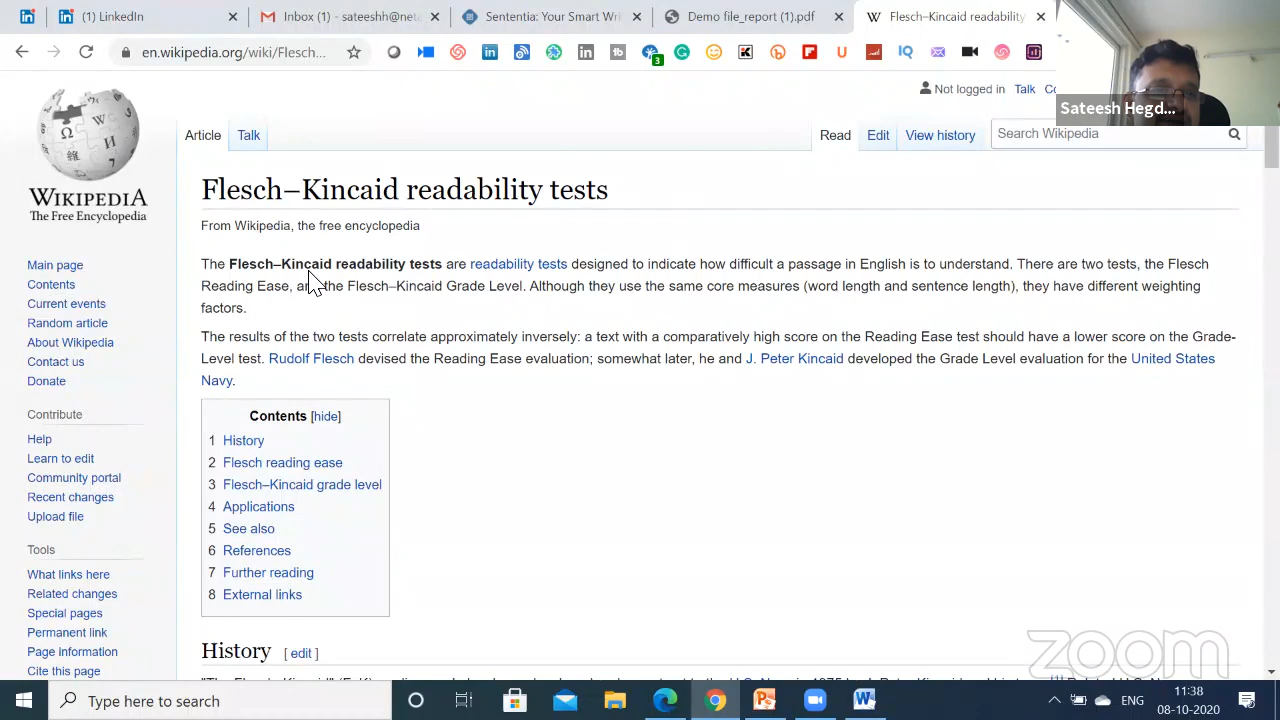 (1) LinkedIn
Inbox (1) - sateeshh@net
Sententia: Your Smart Wri
Demo file_report (1).pdf
Flesch–Kincaid readability
en.wikipedia.org/wiki/Flesch...
3
Not logged in Talk
Sateesh Hegd...
Article Talk Read Edit View history Search Wikipedia
WIKIPEDIA
The Free Encyclopedia
Flesch–Kincaid readability tests
From Wikipedia, the free encyclopedia
The Flesch–Kincaid readability tests are readability tests designed to indicate how difficult a passage in English is to understand. There are two tests, the Flesch
Reading Ease, and the Flesch–Kincaid Grade Level. Although they use the same core measures (word length and sentence length), they have different weighting
factors.
The results of the two tests correlate approximately inversely: a text with a comparatively high score on the Reading Ease test should have a lower score on the Grade-
Level test. Rudolf Flesch devised the Reading Ease evaluation; somewhat later, he and J. Peter Kincaid developed the Grade Level evaluation for the United States
Navy.
Contents [hide]
1 History
2 Flesch reading ease
3 Flesch–Kincaid grade level
4 Applications
5 See also
6 References
7 Further reading
8 External links
History [ edit ]
Main page
Contents
Current events
Random article
About Wikipedia
Contact us
Donate
Contribute
Help
Learn to edit
Community portal
Recent changes
Upload file
Tools
What links here
Related changes
Special pages
Permanent link
Page information
Cite this page
zoom
Type here to search
ENG
11:38
08-10-2020